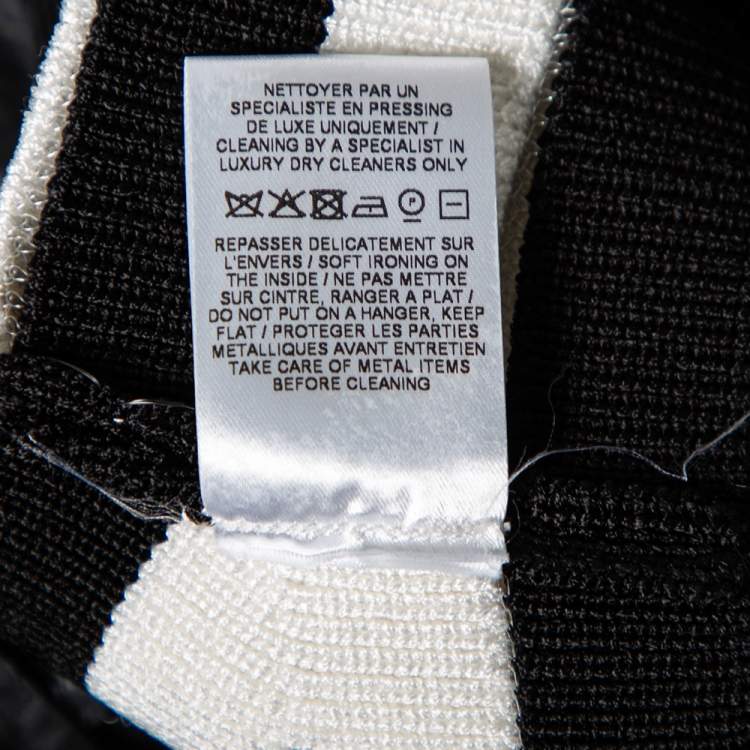 NETTOYER PAR UN
SPECIALISTE EN PRESSING
DE LUXE UNIQUEMENT /
CLEANING BY A SPECIALIST IN
LUXURY DRY CLEANERS ONLY
P
REPASSER DELICATEMENT SUR
L'ENVERS / SOFT IRONING ON
THE INSIDE / NE PAS METTRE
SUR CINTRE, RANGER A PLAT /
DO NOT PUT ON A HANGER, KEEP
FLAT / PROTEGER LES PARTIES
METALLIQUES AVANT ENTRETIEN
TAKE CARE OF METAL ITEMS
BEFORE CLEANING